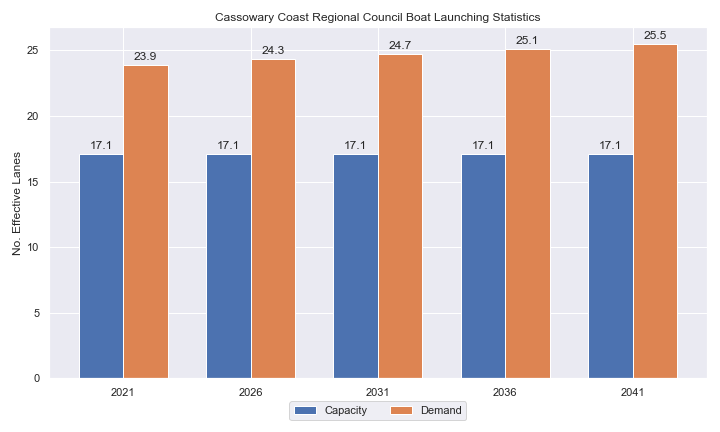 Cassowary Coast Regional Council Boat Launching Statistics
No. Effective Lanes
25
20
15
10
5
0
17.1 23.9 17.1 24.3 17.1 24.7 17.1 25.1 17.1 25.5
2021 2026 2031 2036 2041
Capacity Demand